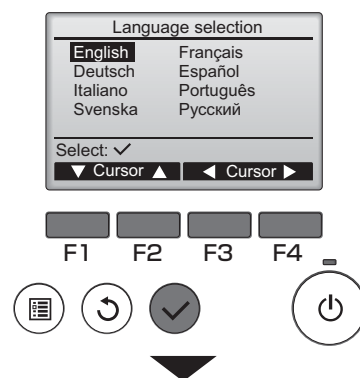 Language selection
English Français
Deutsch Español
Italiano Português
Svenska Русский
Select: ✓
▼ Cursor ▲ ◀ Cursor ▶
F1 F2 F3 F4